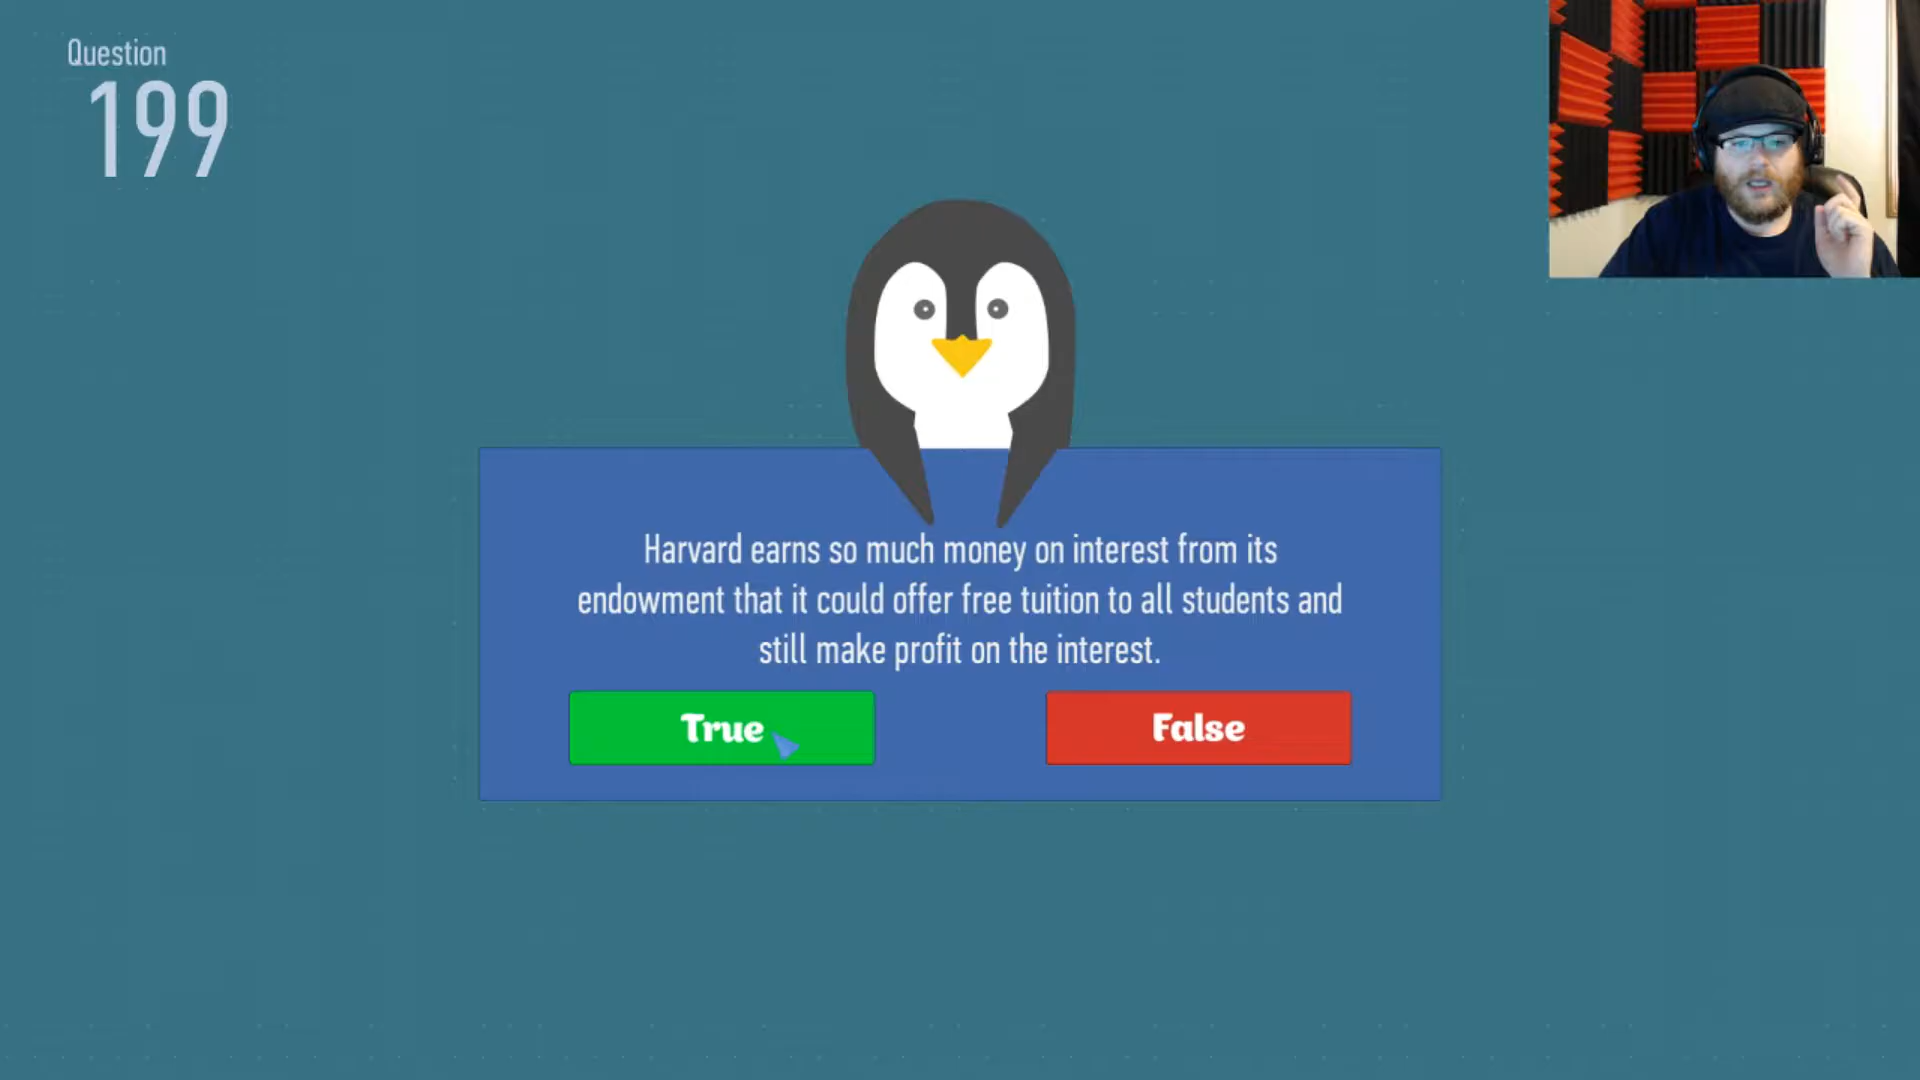 Question
199
Harvard earns so much money on interest from its
endowment that it could offer free tuition to all students and
still make profit on the interest.
True
False